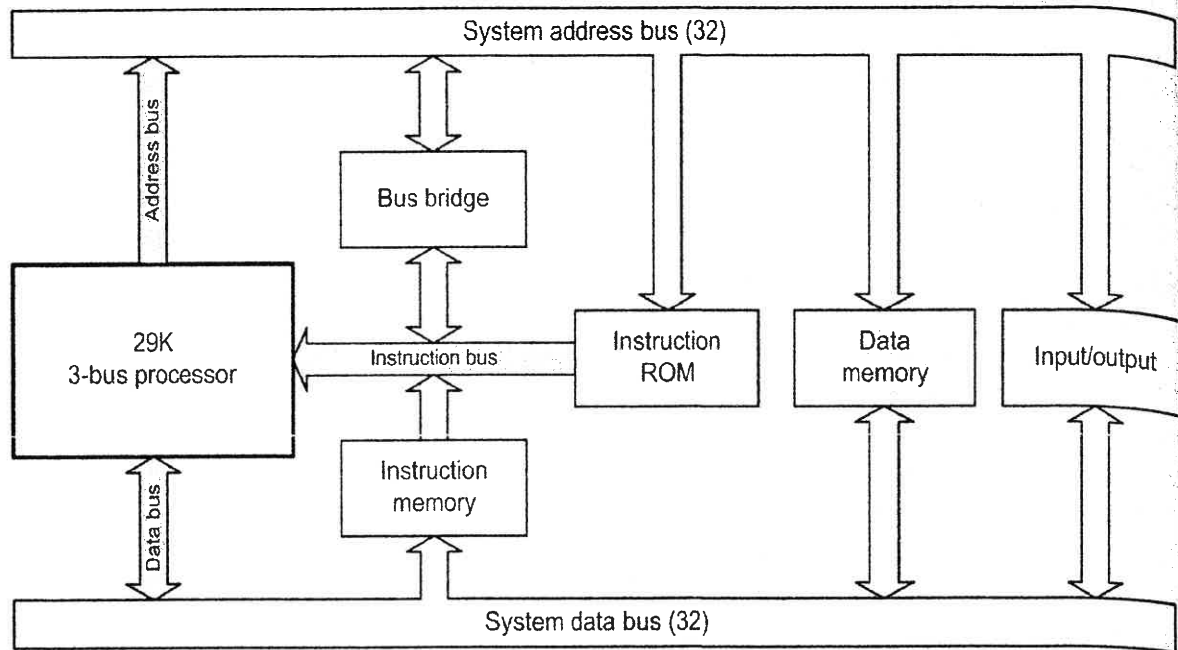 System address bus (32)
Address bus
Bus bridge
29K
3-bus processor
Instruction bus
Instruction
ROM
Data
memory
Input/output
Instruction
memory
Data bus
System data bus (32)